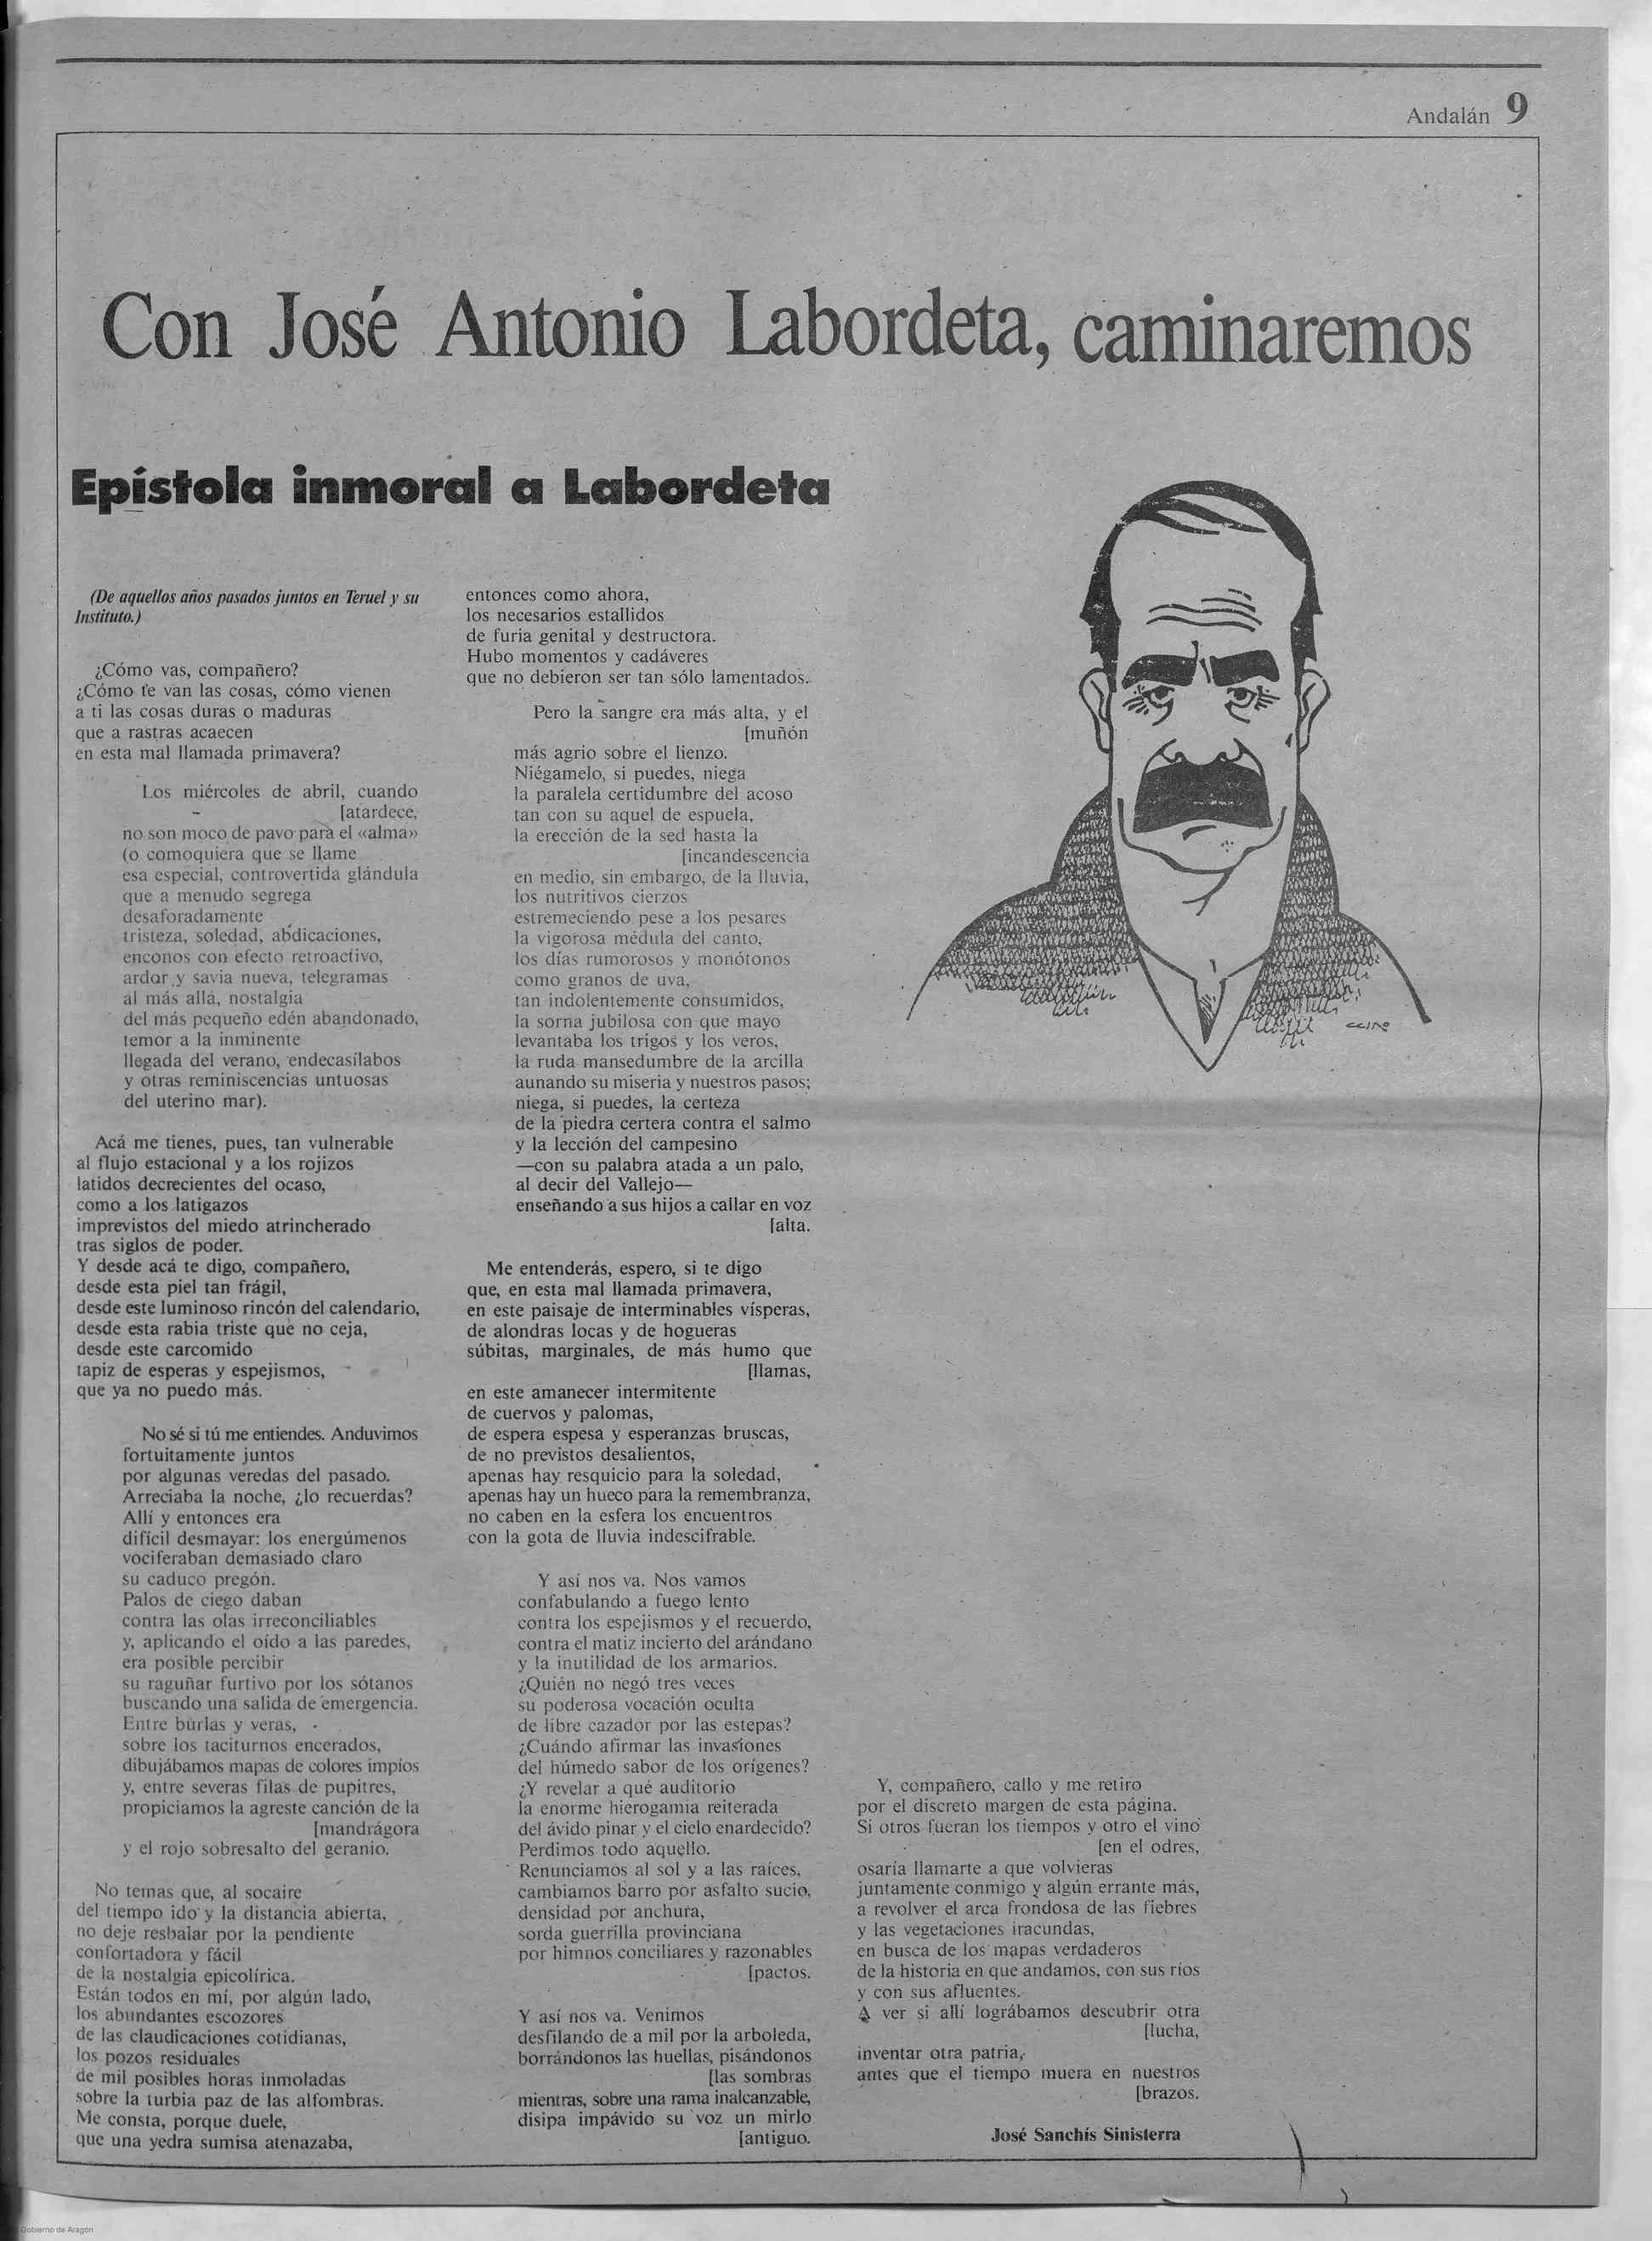 Andalán 9
Con José Antonio Labordeta, caminaremos
Epístola inmoral a Labordeta
(De aquellos años pasados juntos en Teruel y su
Instituto.)
¿Cómo vas, compañero?
¿Cómo te van las cosas, cómo vienen
a ti las cosas duras o maduras
que a rastras acaecen
en esta mal llamada primavera?
Los miércoles de abril, cuando
[atardece,
no son moco de pavo para el «alma»
(o comoquiera que se llame
esa especial, controvertida glándula
que a menudo segrega
desaforadamente
tristeza, soledad, abdicaciones,
enconos con efecto retroactivo,
ardor y savia nueva, telegramas
al más allá, nostalgia
del más pequeño edén abandonado,
temor a la inminente
llegada del verano, endecasílabos
y otras reminiscencias untuosas
del uterino mar).
Acá me tienes, pues, tan vulnerable
al flujo estacional y a los rojizos
latidos decrecientes del ocaso,
como a los latigazos
imprevistos del miedo atrincherado
tras siglos de poder.
Y desde acá te digo, compañero,
desde esta piel tan frágil,
desde este luminoso rincón del calendario,
desde esta rabia triste que no ceja,
desde este carcomido
tapiz de esperas y espejismos,
que ya no puedo más.
No sé si tú me entiendes. Anduvimos
fortuitamente juntos
por algunas veredas del pasado.
Arreciaba la noche, ¿lo recuerdas?
Allí y entonces era
difícil desmayar: los energúmenos
vociferaban demasiado claro
su caduco pregón.
Palos de ciego daban
contra las olas irreconciliables
y, aplicando el oído a las paredes,
era posible percibir
su raguñar furtivo por los sótanos
buscando una salida de emergencia.
Entre burlas y veras,
sobre los taciturnos encerados,
dibujábamos mapas de colores impíos
y, entre severas filas de pupitres,
propiciamos la agreste canción de la
[mandrágora
y el rojo sobresalto del geranio.
No temas que, al socaire
del tiempo ido y la distancia abierta,
no deje resbalar por la pendiente
confortadora y fácil
de la nostalgia epicolírica.
Están todos en mí, por algún lado,
los abundantes escozores
de las claudicaciones cotidianas,
los pozos residuales
de mil posibles horas inmoladas
sobre la turbia paz de las alfombras.
Me consta, porque duele,
que una yedra sumisa atenazaba,
entonces como ahora,
los necesarios estallidos
de furia genital y destructora.
Hubo momentos y cadáveres
que no debieron ser tan sólo lamentados.
Pero la sangre era más alta, y el
[muñón
más agrio sobre el lienzo.
Niégamelo, si puedes, niega
la paralela certidumbre del acoso
tan con su aquel de espuela,
la erección de la sed hasta la
[incandescencia
en medio, sin embargo, de la lluvia,
los nutritivos cierzos
estremeciendo pese a los pesares
la vigorosa médula del canto,
los días rumorosos y monótonos
como granos de uva,
tan indolentemente consumidos,
la sorna jubilosa con que mayo
levantaba los trigos y los veros,
la ruda mansedumbre de la arcilla
aunando su miseria y nuestros pasos;
niega, si puedes, la certeza
de la piedra certera contra el salmo
y la lección del campesino
—con su palabra atada a un palo,
al decir del Vallejo—
enseñando a sus hijos a callar en voz
[alta.
Me entenderás, espero, si te digo
que, en esta mal llamada primavera,
en este paisaje de interminables vísperas,
de alondras locas y de hogueras
súbitas, marginales, de más humo que
[llamas,
en este amanecer intermitente
de cuervos y palomas,
de espera espesa y esperanzas bruscas,
de no previstos desalientos,
apenas hay resquicio para la soledad,
apenas hay un hueco para la remembranza,
no caben en la esfera los encuentros
con la gota de lluvia indescifrable.
Y así nos va. Nos vamos
confabulando a fuego lento
contra los espejismos y el recuerdo,
contra el matiz incierto del arándano
y la inutilidad de los armarios.
¿Quién no negó tres veces
su poderosa vocación oculta
de libre cazador por las estepas?
¿Cuándo afirmar las invasiones
del húmedo sabor de los orígenes?
¿Y revelar a qué auditorio
la enorme hierogamia reiterada
del ávido pinar y el cielo enardecido?
Perdimos todo aquello.
Renunciamos al sol y a las raíces,
cambiamos barro por asfalto sucio,
densidad por anchura,
sorda guerrilla provinciana
por himnos conciliares y razonables
[pactos.
Y así nos va. Venimos
desfilando de a mil por la arboleda,
borrándonos las huellas, pisándonos
[las sombras
mientras, sobre una rama inalcanzable,
disipa impávido su voz un mirlo
[antiguo.
Y, compañero, callo y me retiro
por el discreto margen de esta página.
Si otros fueran los tiempos y otro el vino
[en el odres,
osaría llamarte a que volvieras
juntamente conmigo y algún errante más,
a revolver el arca frondosa de las fiebres
y las vegetaciones iracundas,
en busca de los mapas verdaderos
de la historia en que andamos, con sus ríos
y con sus afluentes.
A ver si allí lográbamos descubrir otra
[lucha,
inventar otra patria,
antes que el tiempo muera en nuestros
[brazos.
José Sanchís Sinisterra
Gobierno de Aragón